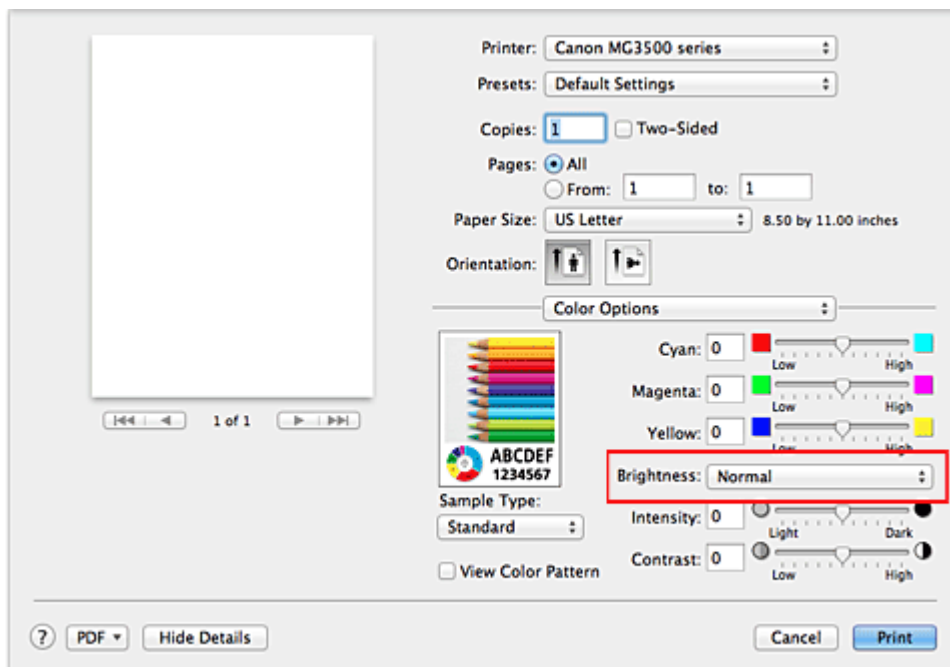 Printer: Canon MG3500 series
Presets: Default Settings
Copies: 1 Two-Sided
Pages: All
From: 1 to: 1
Paper Size: US Letter 8.50 by 11.00 inches
Orientation:
Color Options
Cyan: 0
Low High
Magenta: 0
Low High
1 of 1
Yellow: 0
Low High
ABCDEF
1234567
Brightness: Normal
Sample Type:
Standard
Intensity: 0
Light Dark
View Color Pattern
Contrast: 0
Low High
? PDF Hide Details Cancel Print